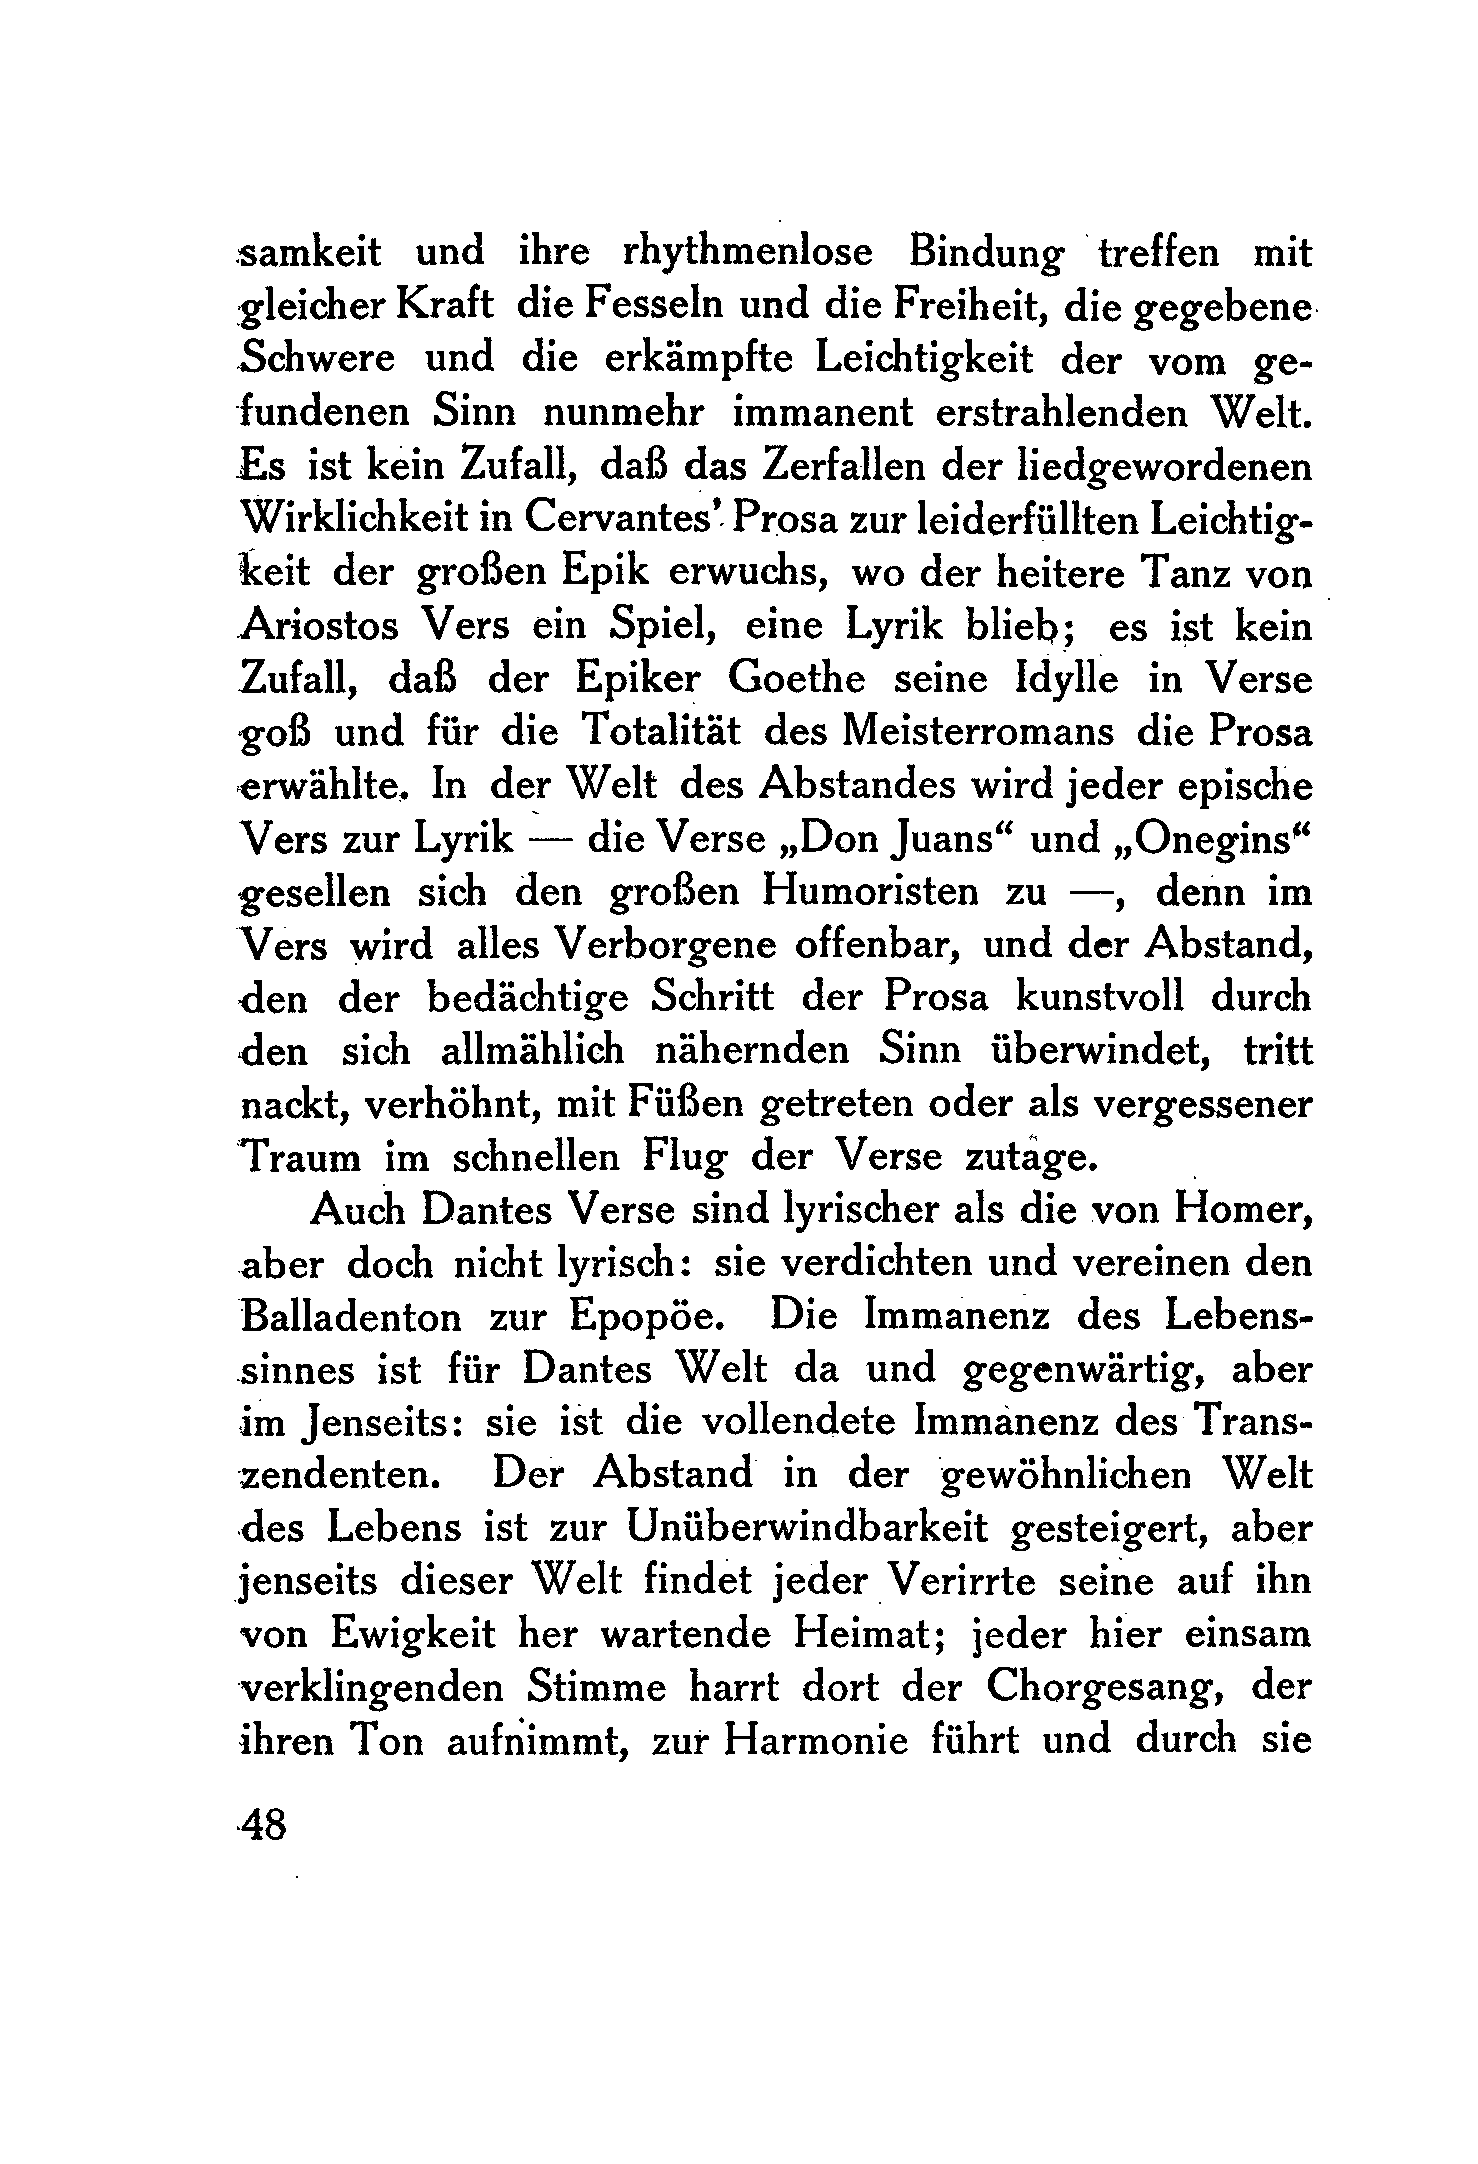 samkeit und ihre rhythmenlose Bindung treffen mit
gleicher Kraft die Fesseln und die Freiheit, die gegebene
Schwere und die erkämpfte Leichtigkeit der vom ge-
fundenen Sinn nunmehr immanent erstrahlenden Welt.
Es ist kein Zufall, daß das Zerfallen der liedgewordenen
Wirklichkeit in Cervantes' Prosa zur leiderfüllten Leichtig-
keit der großen Epik erwuchs, wo der heitere Tanz von
Ariostos Vers ein Spiel, eine Lyrik blieb; es ist kein
Zufall, daß der Epiker Goethe seine Idylle in Verse
goß und für die Totalität des Meisterromans die Prosa
erwählte. In der Welt des Abstandes wird jeder epische
Vers zur Lyrik — die Verse „Don Juans“ und „Onegins“
gesellen sich den großen Humoristen zu —, denn im
Vers wird alles Verborgene offenbar, und der Abstand,
den der bedächtige Schritt der Prosa kunstvoll durch
den sich allmählich nähernden Sinn überwindet, tritt
nackt, verhöhnt, mit Füßen getreten oder als vergessener
Traum im schnellen Flug der Verse zutage.
Auch Dantes Verse sind lyrischer als die von Homer,
aber doch nicht lyrisch: sie verdichten und vereinen den
Balladenton zur Epopöe. Die Immanenz des Lebens-
sinnes ist für Dantes Welt da und gegenwärtig, aber
im Jenseits: sie ist die vollendete Immanenz des Trans-
zendenten. Der Abstand in der gewöhnlichen Welt
des Lebens ist zur Unüberwindbarkeit gesteigert, aber
jenseits dieser Welt findet jeder Verirrte seine auf ihn
von Ewigkeit her wartende Heimat; jeder hier einsam
verklingenden Stimme harrt dort der Chorgesang, der
ihren Ton aufnimmt, zur Harmonie führt und durch sie
48